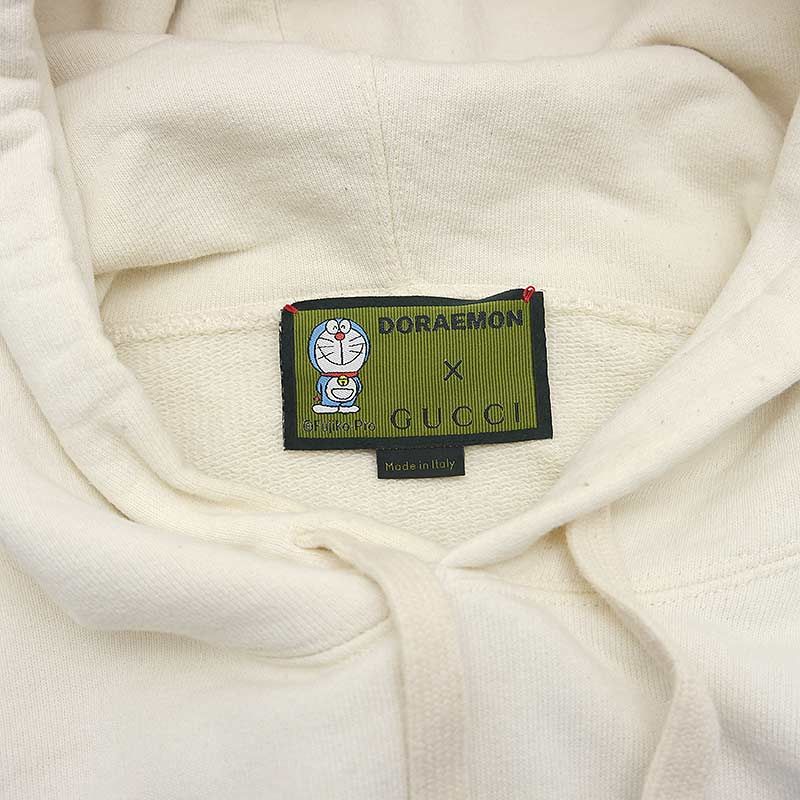 DORAEMON
X
GUCCI
©Fujiko-Pro
Made in Italy